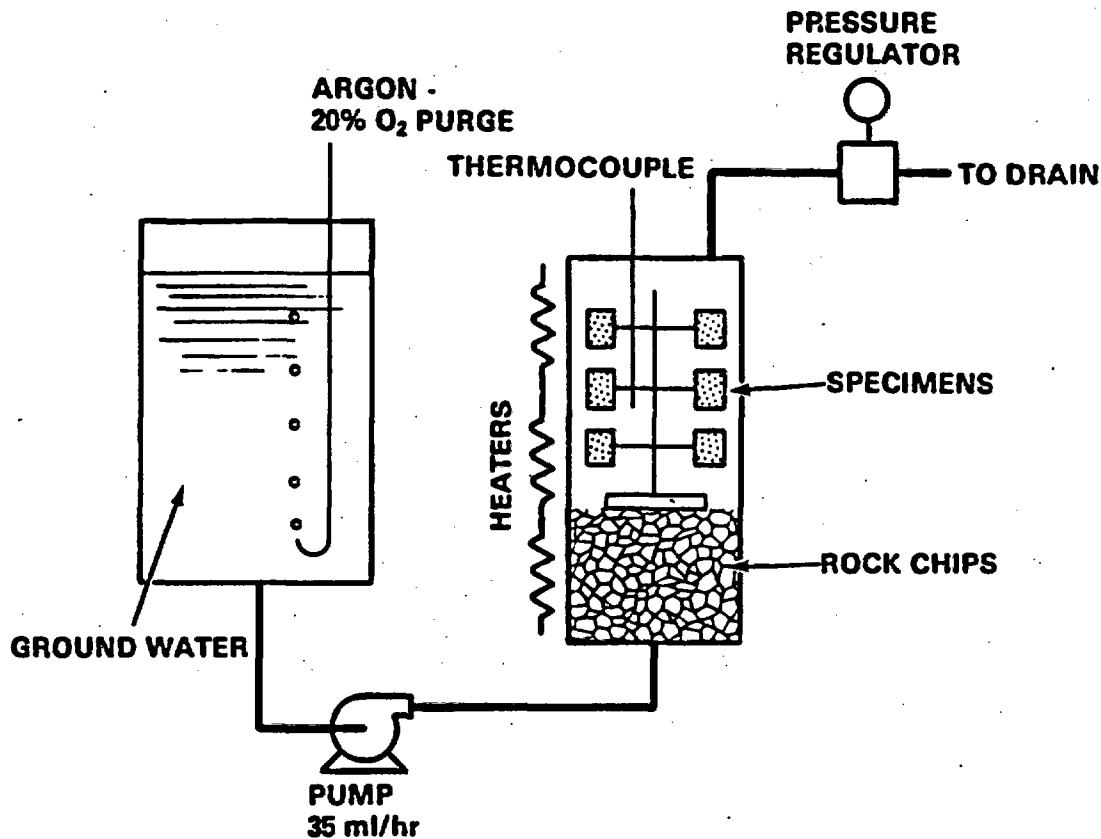 PRESSURE
REGULATOR
ARGON -
20% O₂ PURGE
THERMOCOUPLE
TO DRAIN
HEATERS
SPECIMENS
ROCK CHIPS
GROUND WATER
PUMP
35 ml/hr